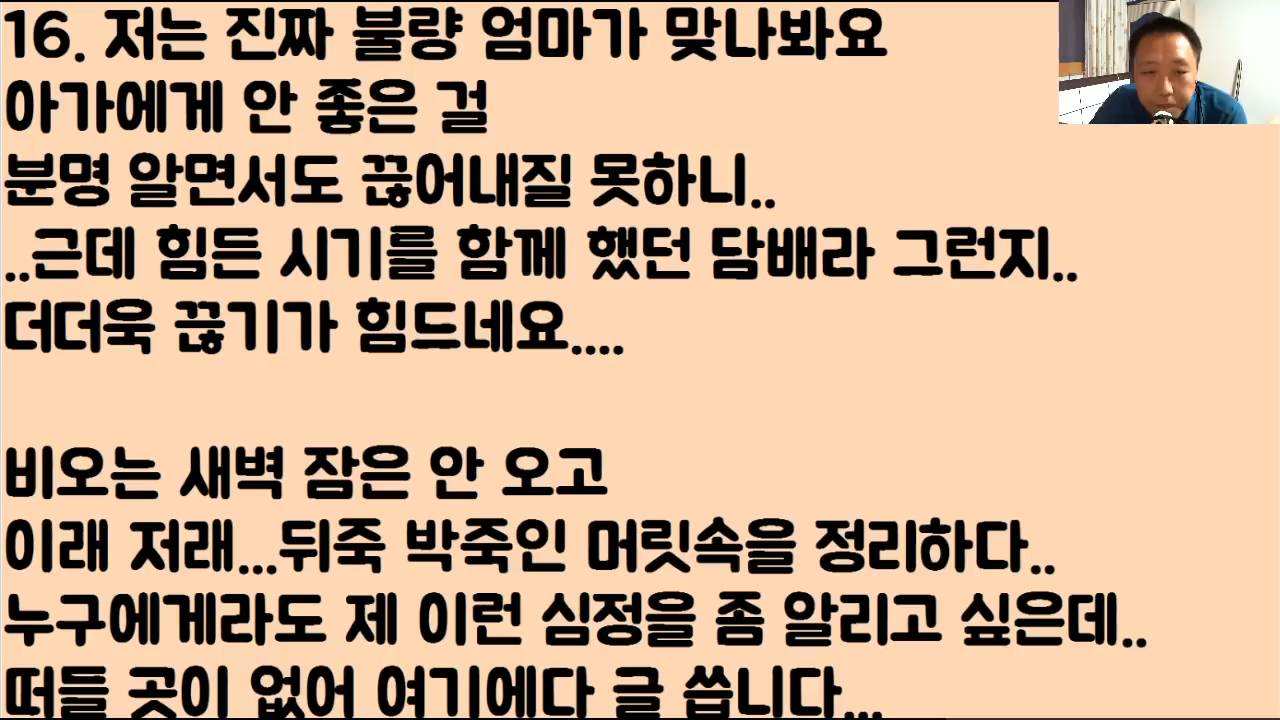 16. 저는 진짜 불량 엄마가 맞나봐요
아가에게 안 좋은 걸
분명 알면서도 끊어내질 못하니..
..근데 힘든 시기를 함께 했던 담배라 그런지..
더더욱 끊기가 힘드네요....
비오는 새벽 잠은 안 오고
이래 저래...뒤죽 박죽인 머릿속을 정리하다..
누구에게라도 제 이런 심정을 좀 알리고 싶은데..
떠들 곳이 없어 여기에다 글 씁니다...